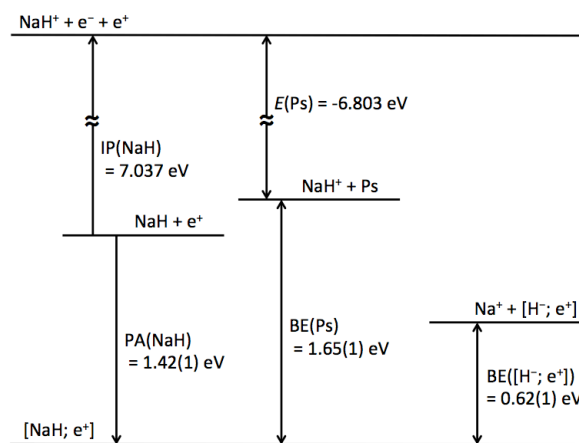 NaH⁺ + e⁻ + e⁺
E(Ps) = -6.803 eV
IP(NaH)
= 7.037 eV
NaH⁺ + Ps
NaH + e⁺
Na⁺ + [H⁻; e⁺]
PA(NaH)
= 1.42(1) eV
BE(Ps)
= 1.65(1) eV
BE([H⁻; e⁺])
= 0.62(1) eV
[NaH; e⁺]